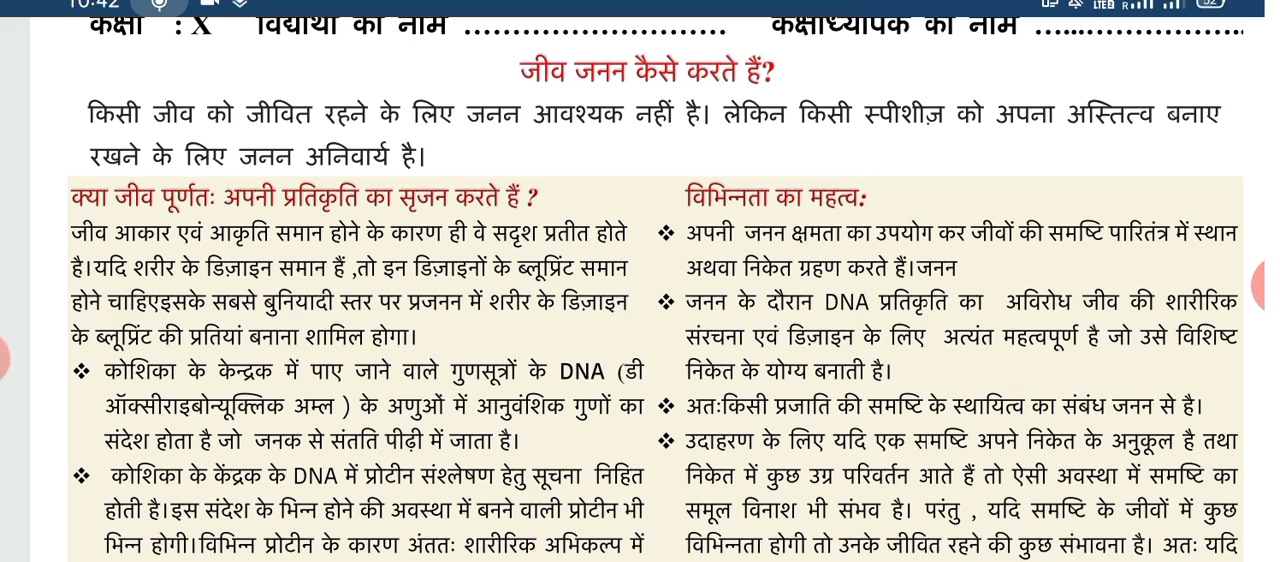 10:42
LTE R 52
कक्षा : X विद्यार्थी का नाम ……………………… कक्षाध्यापक का नाम …..……………..
जीव जनन कैसे करते हैं?
किसी जीव को जीवित रहने के लिए जनन आवश्यक नहीं है। लेकिन किसी स्पीशीज़ को अपना अस्तित्व बनाए
रखने के लिए जनन अनिवार्य है।
क्या जीव पूर्णतः अपनी प्रतिकृति का सृजन करते हैं ?
जीव आकार एवं आकृति समान होने के कारण ही वे सदृश प्रतीत होते
है।यदि शरीर के डिज़ाइन समान हैं ,तो इन डिज़ाइनों के ब्लूप्रिंट समान
होने चाहिएइसके सबसे बुनियादी स्तर पर प्रजनन में शरीर के डिज़ाइन
के ब्लूप्रिंट की प्रतियां बनाना शामिल होगा।
❖ कोशिका के केन्द्रक में पाए जाने वाले गुणसूत्रों के DNA (डी
ऑक्सीराइबोन्यूक्लिक अम्ल ) के अणुओं में आनुवंशिक गुणों का
संदेश होता है जो जनक से संतति पीढ़ी में जाता है।
❖ कोशिका के केंद्रक के DNA में प्रोटीन संश्लेषण हेतु सूचना निहित
होती है।इस संदेश के भिन्न होने की अवस्था में बनने वाली प्रोटीन भी
भिन्न होगी।विभिन्न प्रोटीन के कारण अंततः शारीरिक अभिकल्प में
विभिन्नता का महत्व:
❖ अपनी जनन क्षमता का उपयोग कर जीवों की समष्टि पारितंत्र में स्थान
अथवा निकेत ग्रहण करते हैं।जनन
❖ जनन के दौरान DNA प्रतिकृति का अविरोध जीव की शारीरिक
संरचना एवं डिज़ाइन के लिए अत्यंत महत्वपूर्ण है जो उसे विशिष्ट
निकेत के योग्य बनाती है।
❖ अतःकिसी प्रजाति की समष्टि के स्थायित्व का संबंध जनन से है।
❖ उदाहरण के लिए यदि एक समष्टि अपने निकेत के अनुकूल है तथा
निकेत में कुछ उग्र परिवर्तन आते हैं तो ऐसी अवस्था में समष्टि का
समूल विनाश भी संभव है। परंतु , यदि समष्टि के जीवों में कुछ
विभिन्नता होगी तो उनके जीवित रहने की कुछ संभावना है। अतः यदि